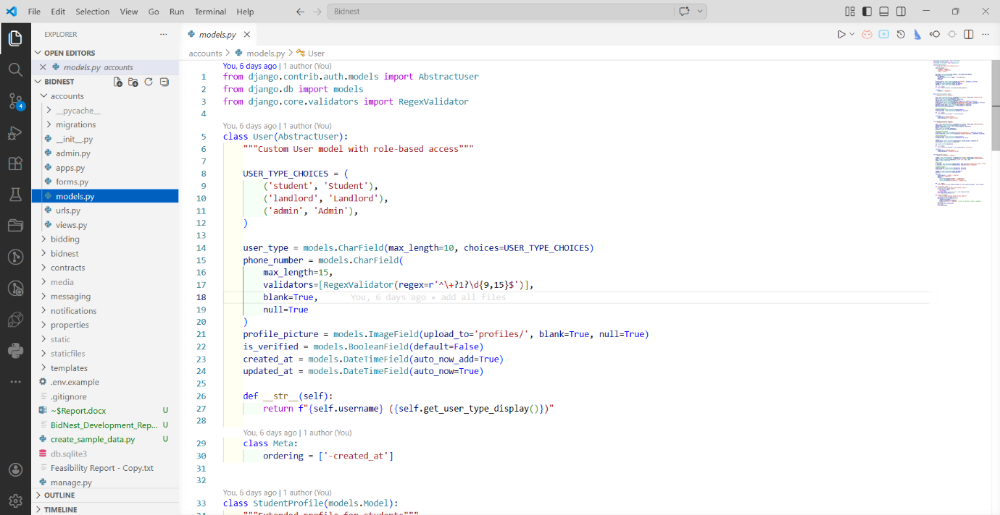 File Edit Selection View Go Run Terminal Help
Bidnest
EXPLORER
OPEN EDITORS
models.py accounts
BIDNEST
accounts
__pycache__
migrations
__init__.py
admin.py
apps.py
forms.py
models.py
urls.py
views.py
bidding
bidnest
contracts
media
messaging
notifications
properties
static
staticfiles
templates
.env.example
.gitignore
~$Report.docx U
BidNest_Development_Rep... U
create_sample_data.py U
db.sqlite3
Feasibility Report - Copy.txt
manage.py
OUTLINE
TIMELINE
4
models.py
accounts > models.py > User
You, 6 days ago | 1 author (You)
1 from django.contrib.auth.models import AbstractUser
2 from django.db import models
3 from django.core.validators import RegexValidator
4
You, 6 days ago | 1 author (You)
5 class User(AbstractUser):
6 """Custom User model with role-based access"""
7
8 USER_TYPE_CHOICES = (
9 ('student', 'Student'),
10 ('landlord', 'Landlord'),
11 ('admin', 'Admin'),
12 )
13
14 user_type = models.CharField(max_length=10, choices=USER_TYPE_CHOICES)
15 phone_number = models.CharField(
16 max_length=15,
17 validators=[RegexValidator(regex=r'^\+?1?\d{9,15}$')],
18 blank=True, You, 6 days ago • add all files
19 null=True
20 )
21 profile_picture = models.ImageField(upload_to='profiles/', blank=True, null=True)
22 is_verified = models.BooleanField(default=False)
23 created_at = models.DateTimeField(auto_now_add=True)
24 updated_at = models.DateTimeField(auto_now=True)
25
26 def __str__(self):
27 return f"{self.username} ({self.get_user_type_display()})"
28
You, 6 days ago | 1 author (You)
29 class Meta:
30 ordering = ['-created_at']
31
32
You, 6 days ago | 1 author (You)
33 class StudentProfile(models.Model):
34 """Extended profile for students"""